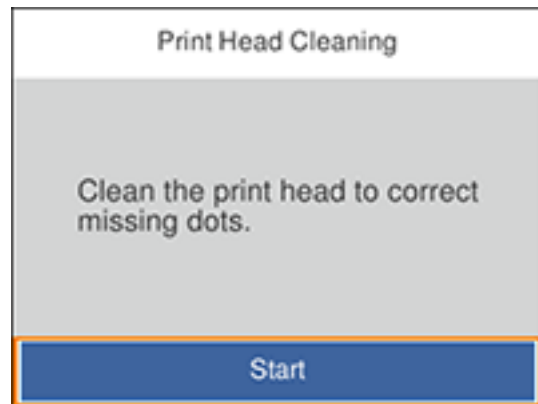 Print Head Cleaning
Clean the print head to correct
missing dots.
Start